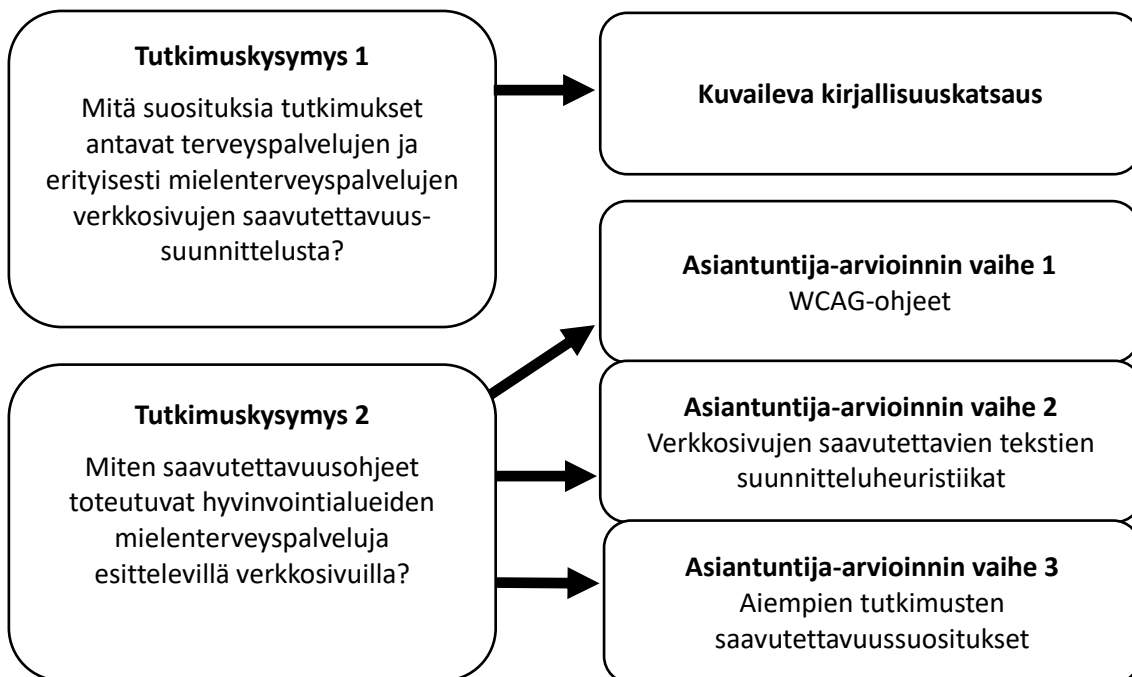 Tutkimuskysymys 1
Mitä suosituksia tutkimukset
antavat terveyspalvelujen ja
erityisesti mielenterveyspalvelujen
verkkosivujen saavutettavuus-
suunnittelusta?
Kuvaileva kirjallisuuskatsaus
Tutkimuskysymys 2
Miten saavutettavuusohjeet
toteutuvat hyvinvointialueiden
mielenterveyspalveluja
esittelevillä verkkosivuilla?
Asiantuntija-arvioinnin vaihe 1
WCAG-ohjeet
Asiantuntija-arvioinnin vaihe 2
Verkkosivujen saavutettavien tekstien
suunnitteluheuristiikat
Asiantuntija-arvioinnin vaihe 3
Aiempien tutkimusten
saavutettavuussuositukset